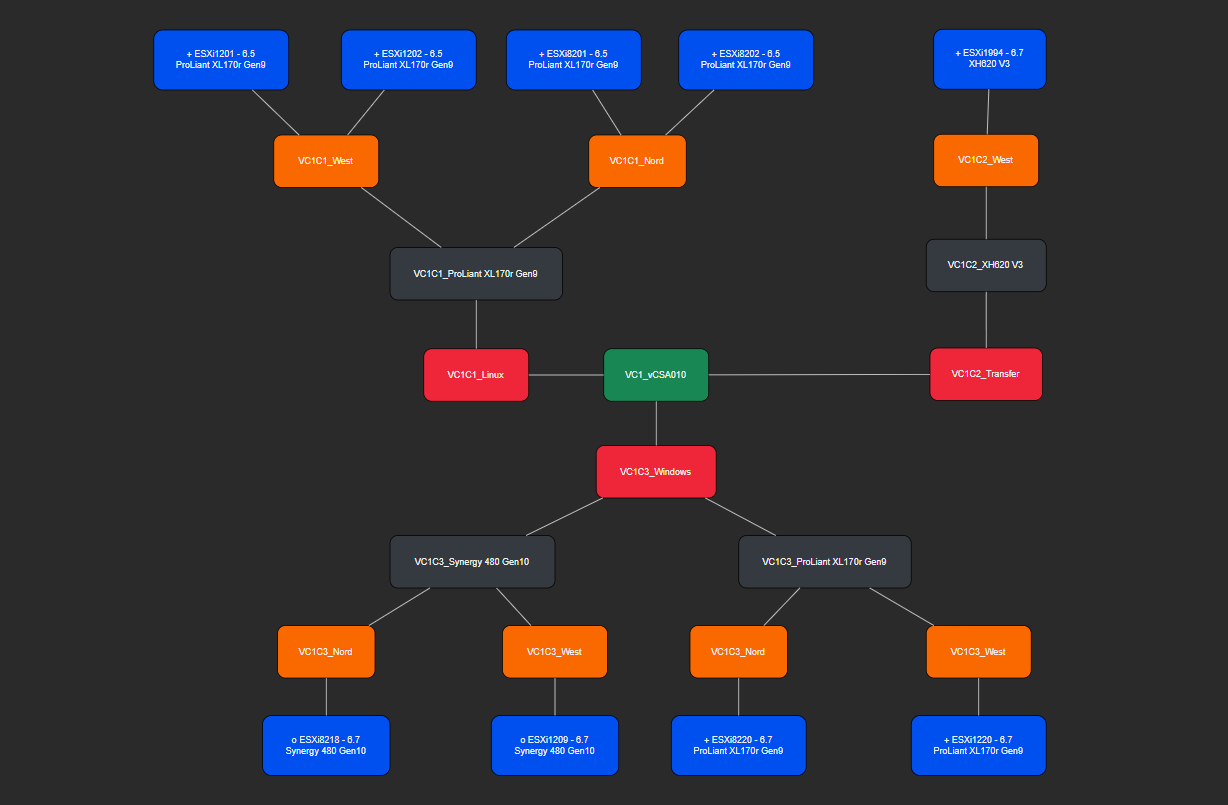 + ESXi1201 - 6.5
ProLiant XL170r Gen9
+ ESXi1202 - 6.5
ProLiant XL170r Gen9
+ ESXi8201 - 6.5
ProLiant XL170r Gen9
+ ESXi8202 - 6.5
ProLiant XL170r Gen9
+ ESXi1994 - 6.7
XH620 V3
VC1C1_West
VC1C1_Nord
VC1C2_West
VC1C1_ProLiant XL170r Gen9
VC1C2_XH620 V3
VC1C1_Linux
VC1_vCSA010
VC1C2_Transfer
VC1C3_Windows
VC1C3_Synergy 480 Gen10
VC1C3_ProLiant XL170r Gen9
VC1C3_Nord
VC1C3_West
VC1C3_Nord
VC1C3_West
o ESXi8218 - 6.7
Synergy 480 Gen10
o ESXi1209 - 6.7
Synergy 480 Gen10
+ ESXi8220 - 6.7
ProLiant XL170r Gen9
+ ESXi1220 - 6.7
ProLiant XL170r Gen9